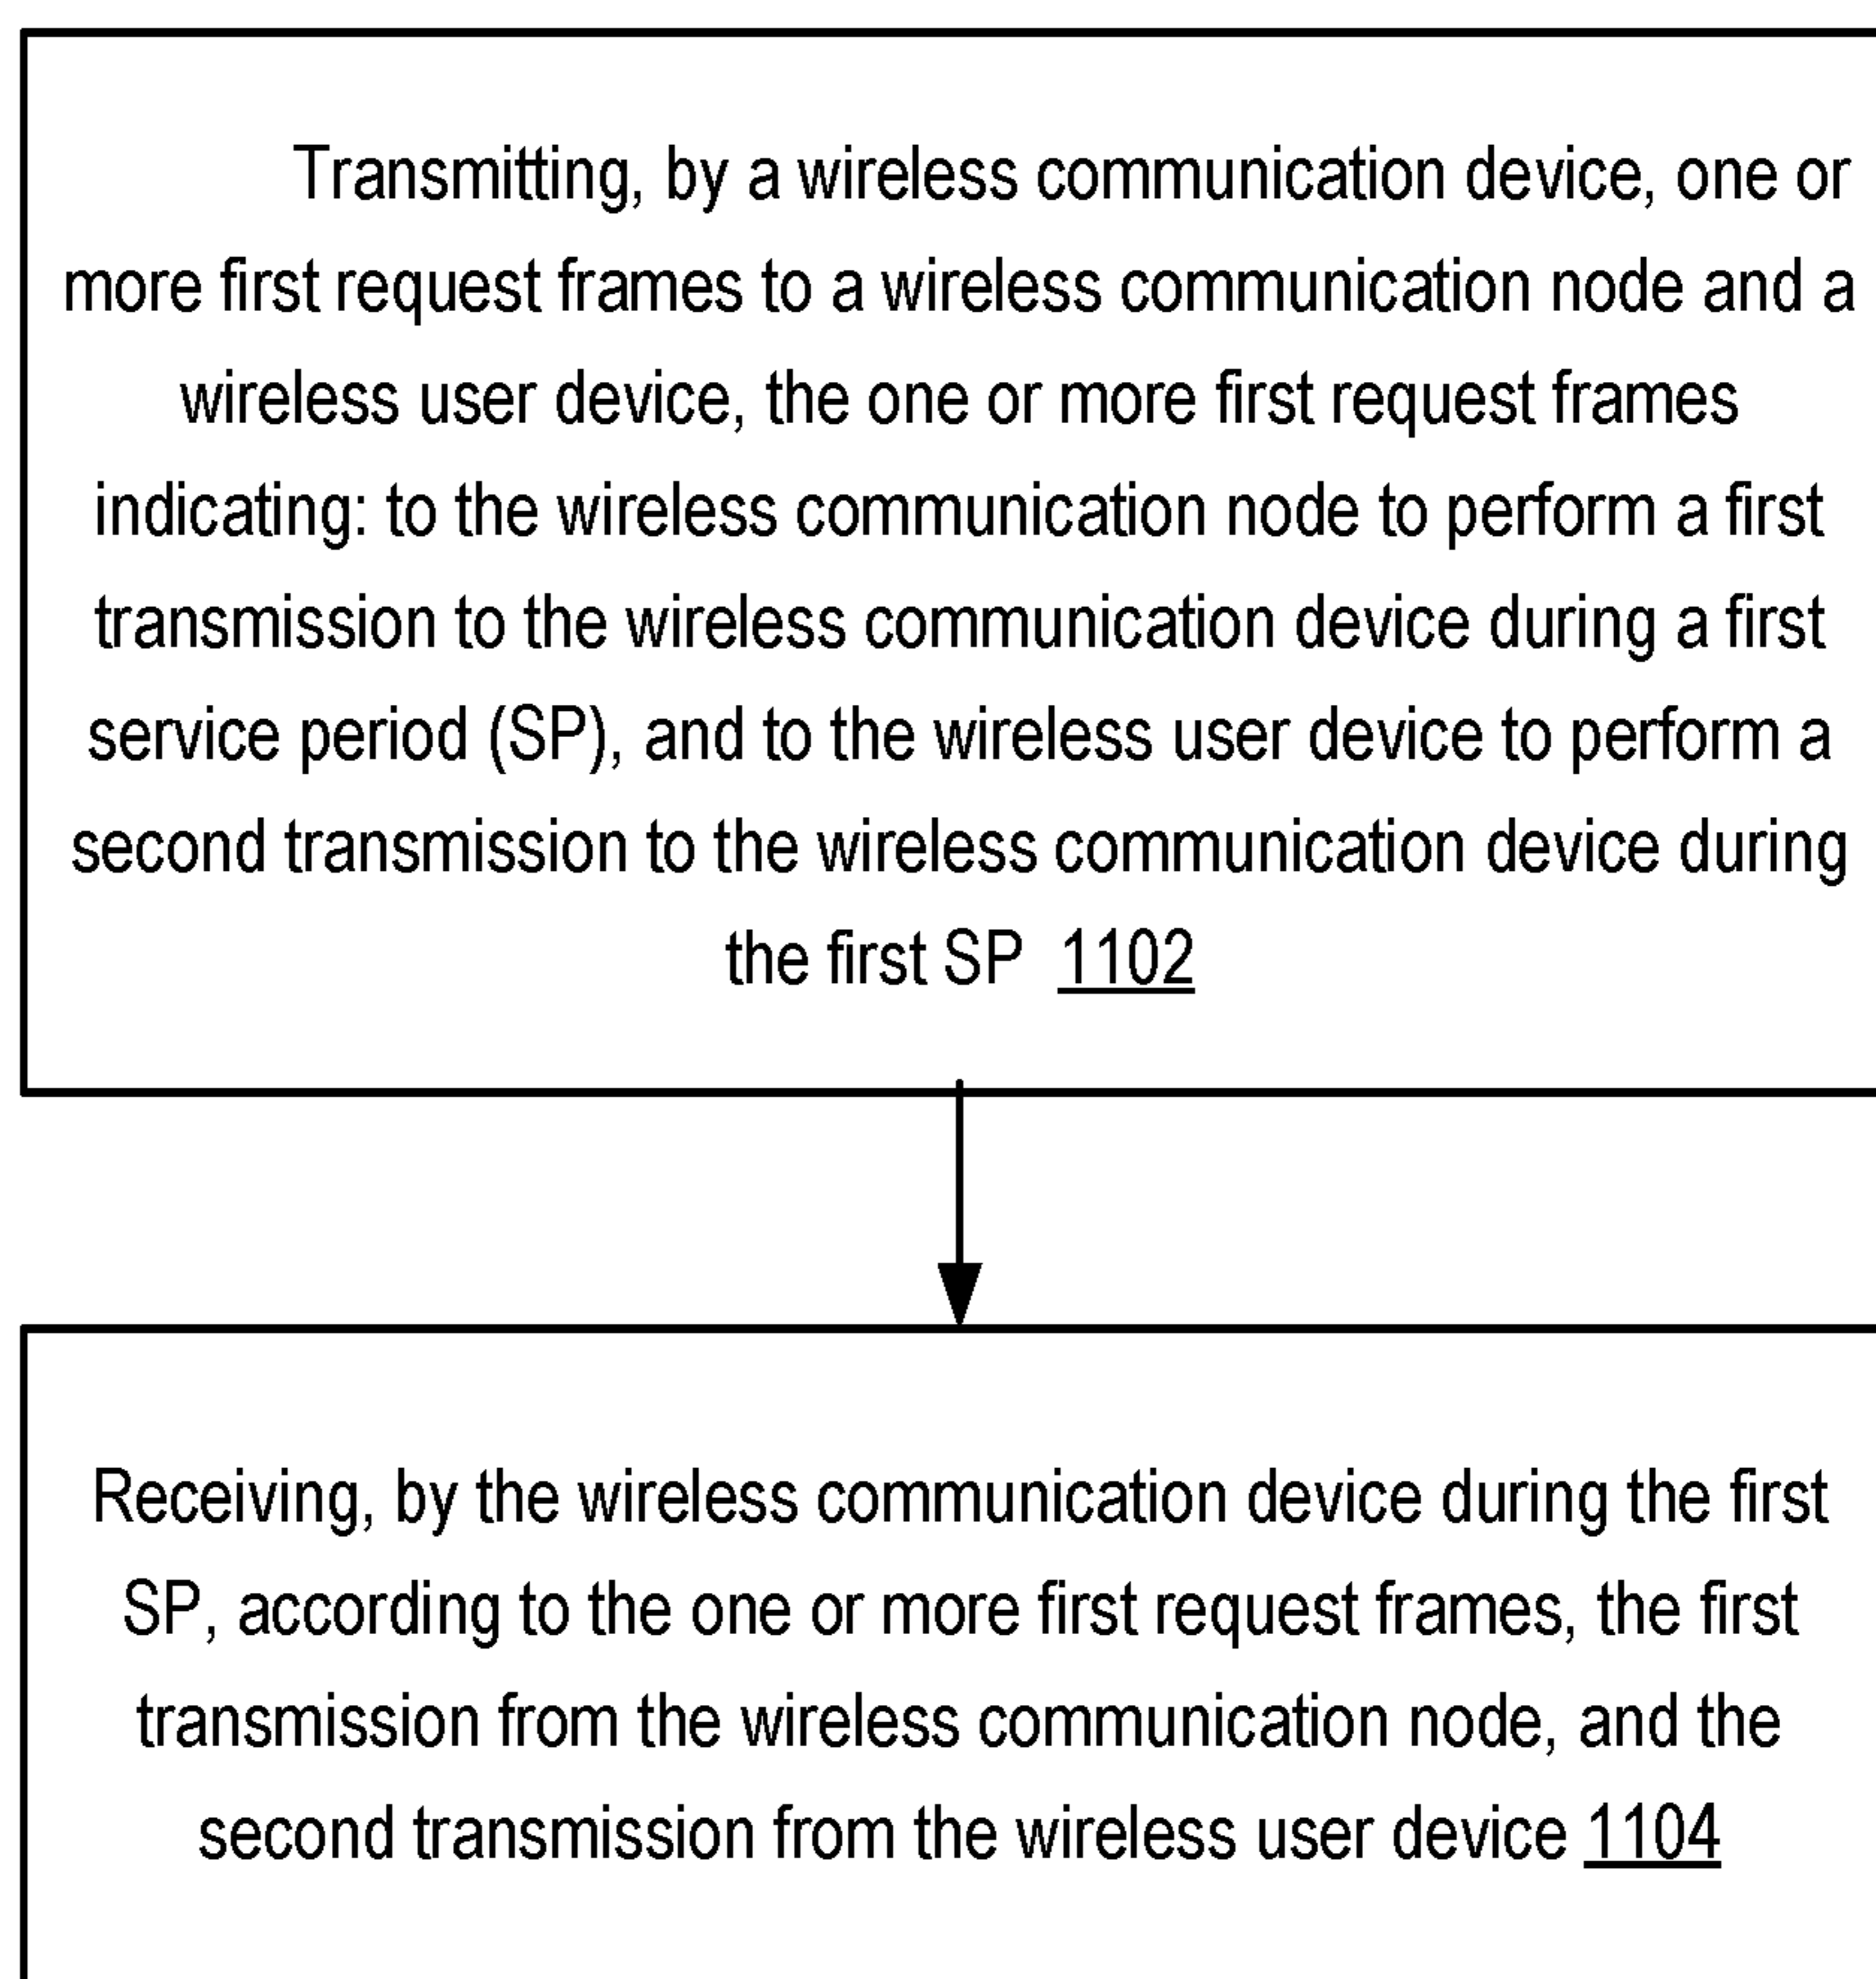 Transmitting, by a wireless communication device, one or
more first request frames to a wireless communication node and a
wireless user device, the one or more first request frames
indicating: to the wireless communication node to perform a first
transmission to the wireless communication device during a first
service period (SP), and to the wireless user device to perform a
second transmission to the wireless communication device during
the first SP 1102
Receiving, by the wireless communication device during the first
SP, according to the one or more first request frames, the first
transmission from the wireless communication node, and the
second transmission from the wireless user device 1104